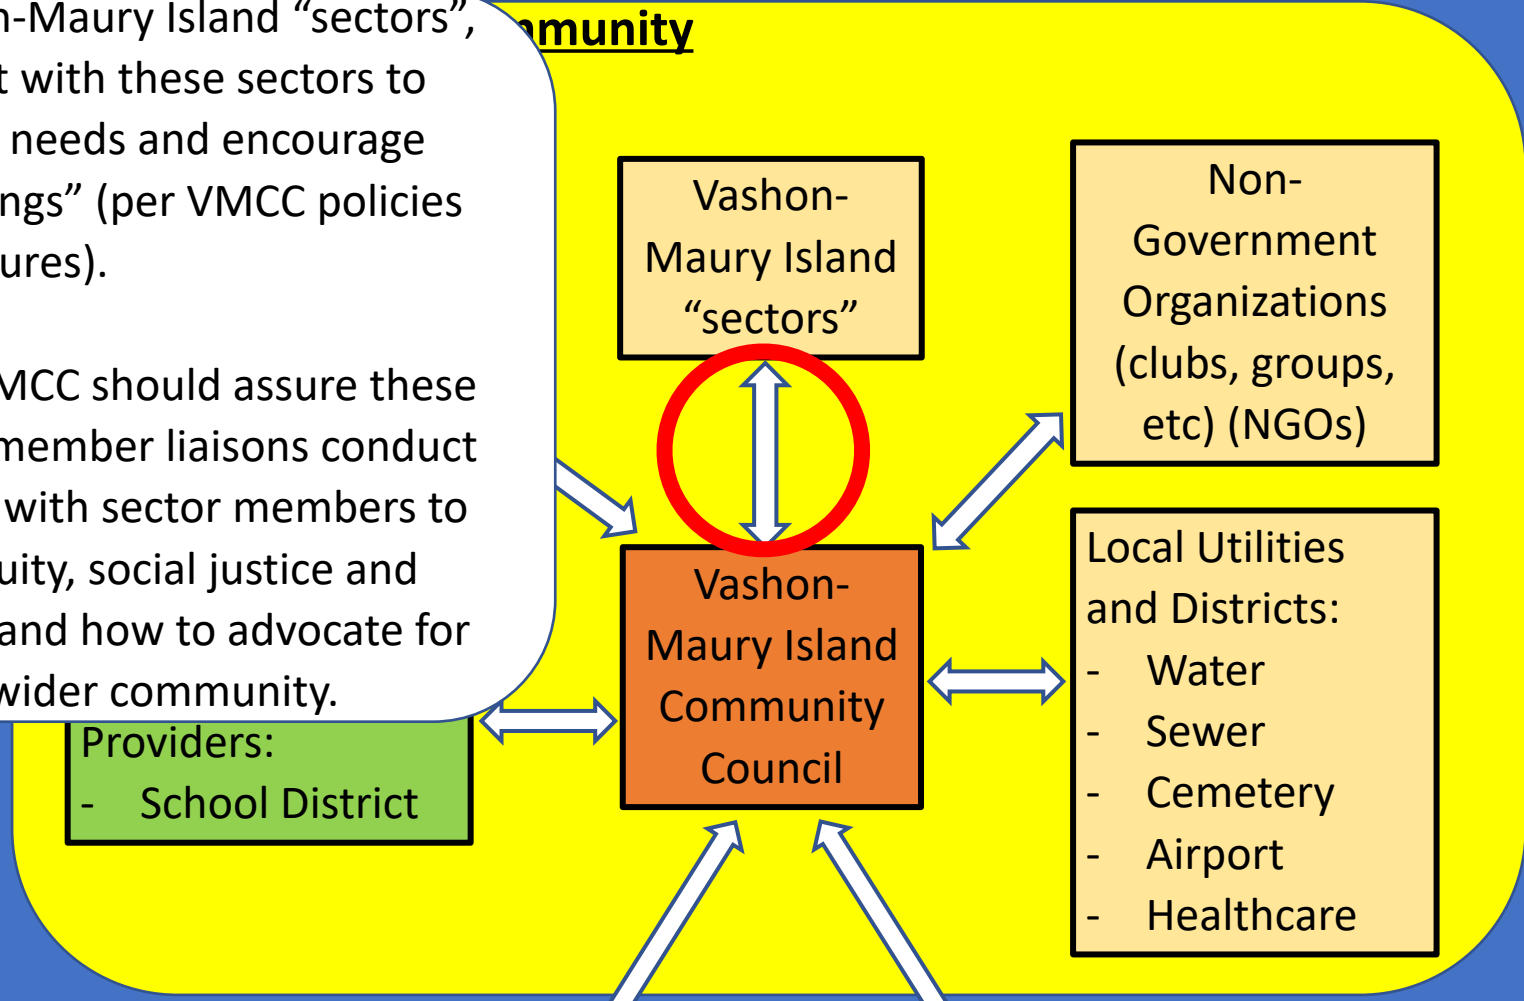 n-Maury Island “sectors”,
t with these sectors to
needs and encourage
ngs” (per VMCC policies
ures).
MCC should assure these
member liaisons conduct
with sector members to
uity, social justice and
and how to advocate for
wider community.
mmunity
Vashon-
Maury Island
“sectors”
Non-
Government
Organizations
(clubs, groups,
etc) (NGOs)
Vashon-
Maury Island
Community
Council
Local Utilities
and Districts:
- Water
- Sewer
- Cemetery
- Airport
- Healthcare
Providers:
- School District